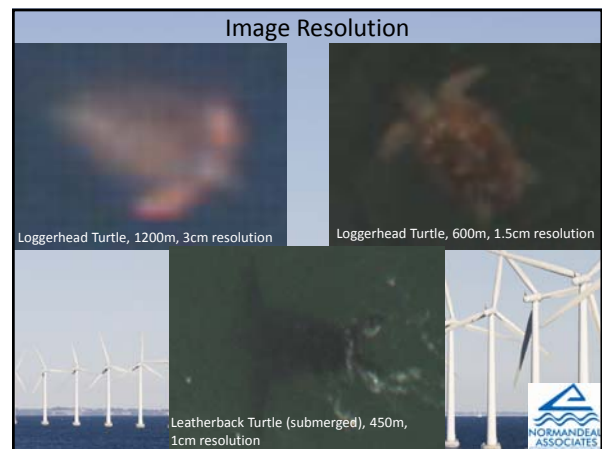 Image Resolution
Loggerhead Turtle, 1200m, 3cm resolution
Loggerhead Turtle, 600m, 1.5cm resolution
Leatherback Turtle (submerged), 450m,
1cm resolution
NORMANDEAU
ASSOCIATES